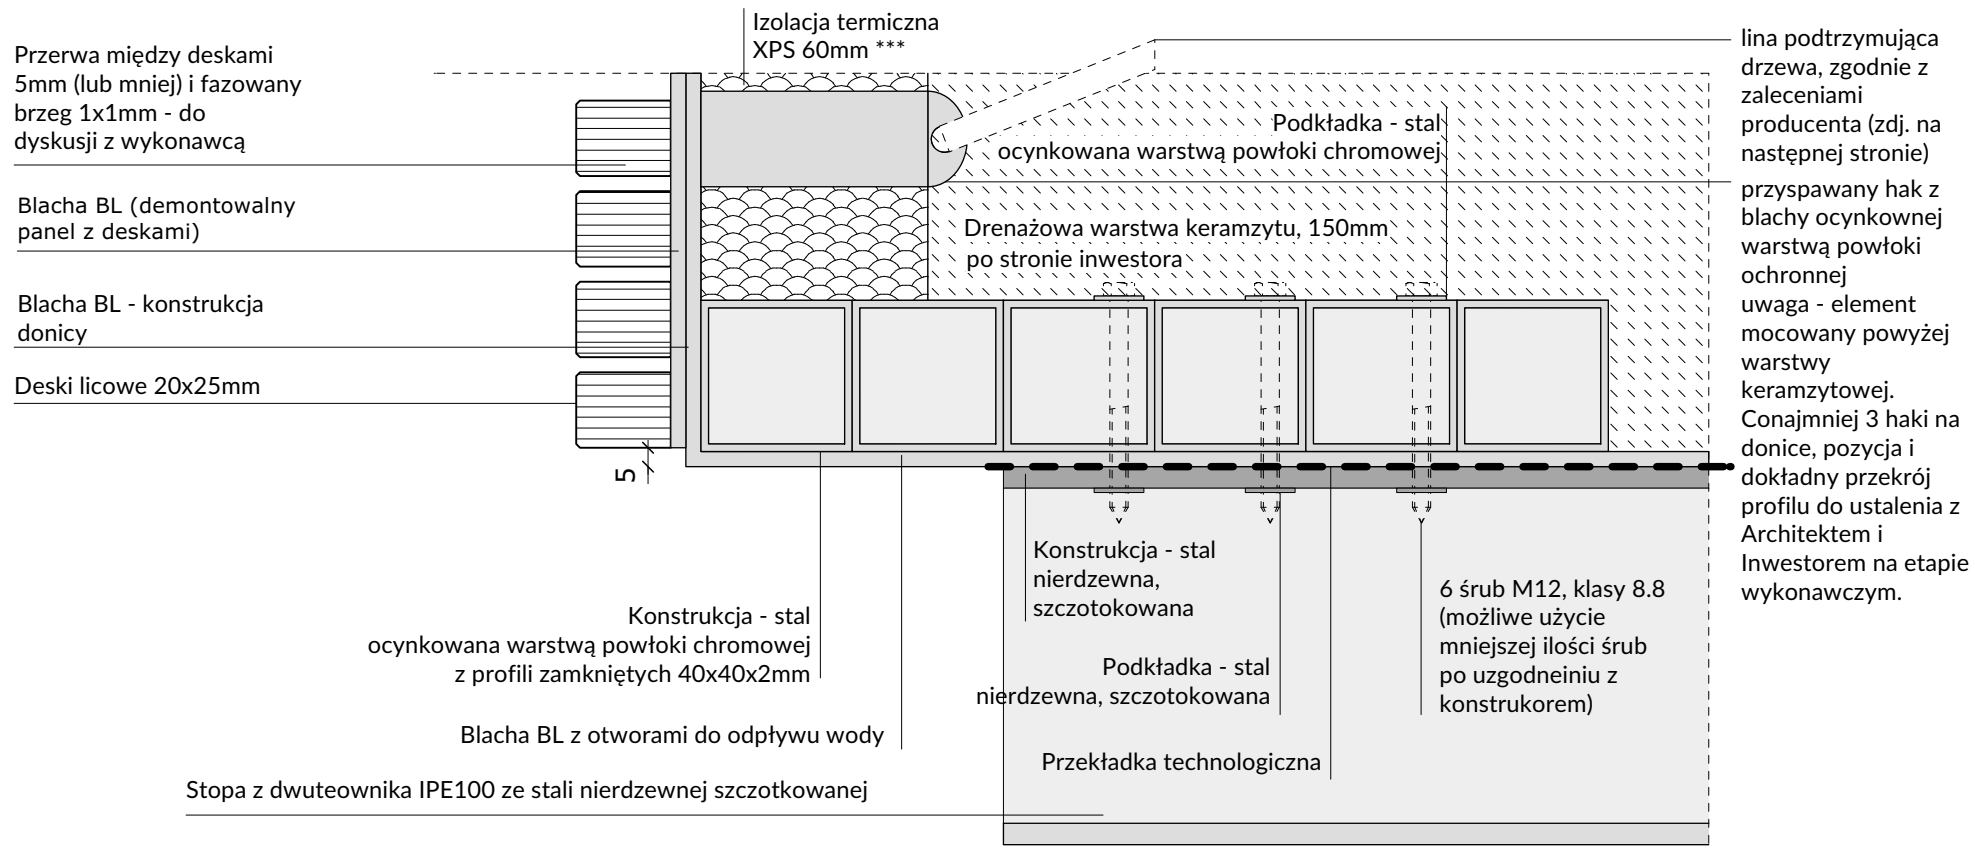 Izolacja termiczna
XPS 60mm ***
Przerwa między deskami
5mm (lub mniej) i fazowany
brzeg 1x1mm - do
dyskusji z wykonawcą
Blacha BL (demontowalny
panel z deskami)
Blacha BL - konstrukcja
donicy
Deski licowe 20x25mm
5
lina podtrzymująca
drzewa, zgodnie z
zaleceniami
producenta (zdj. na
następnej stronie)
przyspawany hak z
blachy ocynkownej
warstwą powłoki
ochronnej
uwaga - element
mocowany powyżej
warstwy
keramzytowej.
Conajmniej 3 haki na
donice, pozycja i
dokładny przekrój
profilu do ustalenia z
Architektem i
Inwestorem na etapie
wykonawczym.
Podkładka - stal
ocynkowana warstwą powłoki chromowej
Drenażowa warstwa keramzytu, 150mm
po stronie inwestora
Konstrukcja - stal
nierdzewna,
szczotokowana
Konstrukcja - stal
ocynkowana warstwą powłoki chromowej
z profili zamkniętych 40x40x2mm
Podkładka - stal
nierdzewna, szczotokowana
6 śrub M12, klasy 8.8
(możliwe użycie
mniejszej ilości śrub
po uzgodneiniu z
konstrukorem)
Blacha BL z otworami do odpływu wody
Przekładka technologiczna
Stopa z dwuteownika IPE100 ze stali nierdzewnej szczotkowanej